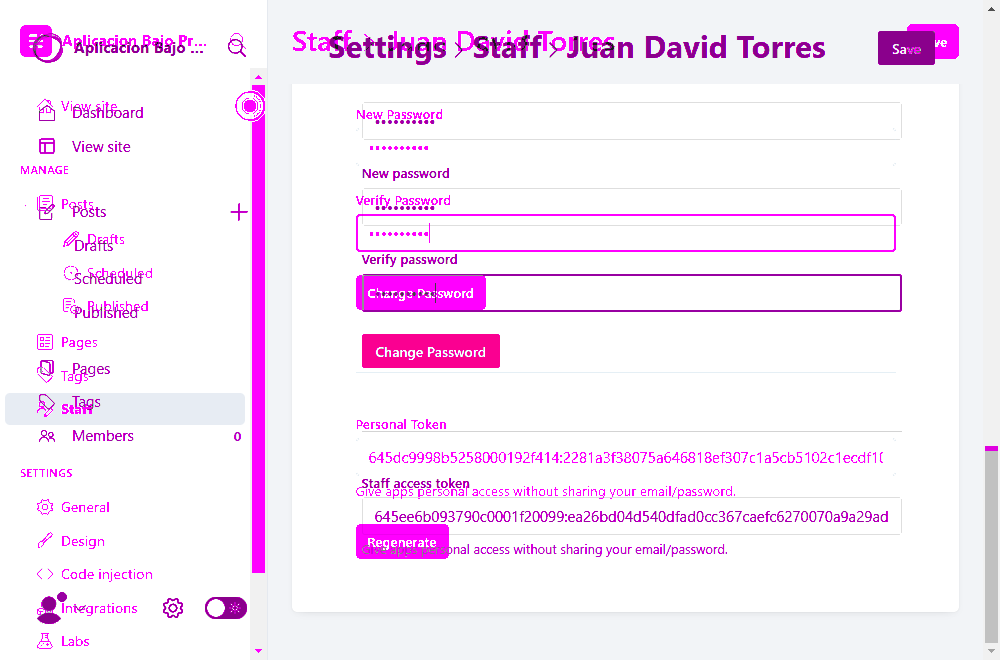 Aplicacion Bajo Pr...
Aplicacion Bajo ...
Staff › Juan David Torres
Settings › Staff › Juan David Torres
Save
View site
Dashboard
View site
MANAGE
Posts
Posts
Drafts
Drafts
Scheduled
Scheduled
Published
Published
Pages
Pages
Tags
Tags
Staff
Members 0
SETTINGS
General
Design
Code injection
Integrations
Labs
New Password
New password
Verify Password
Verify password
Change Password
Change Password
Personal Token
645dc9998b5258000192f414:2281a3f38075a646818ef307c1a5cb5102c1ecdf10
Staff access token
Give apps personal access without sharing your email/password.
645ee6b093790c0001f20099:ea26bd04d540dfad0cc367caefc6270070a9a29ad
Regenerate
Give apps personal access without sharing your email/password.